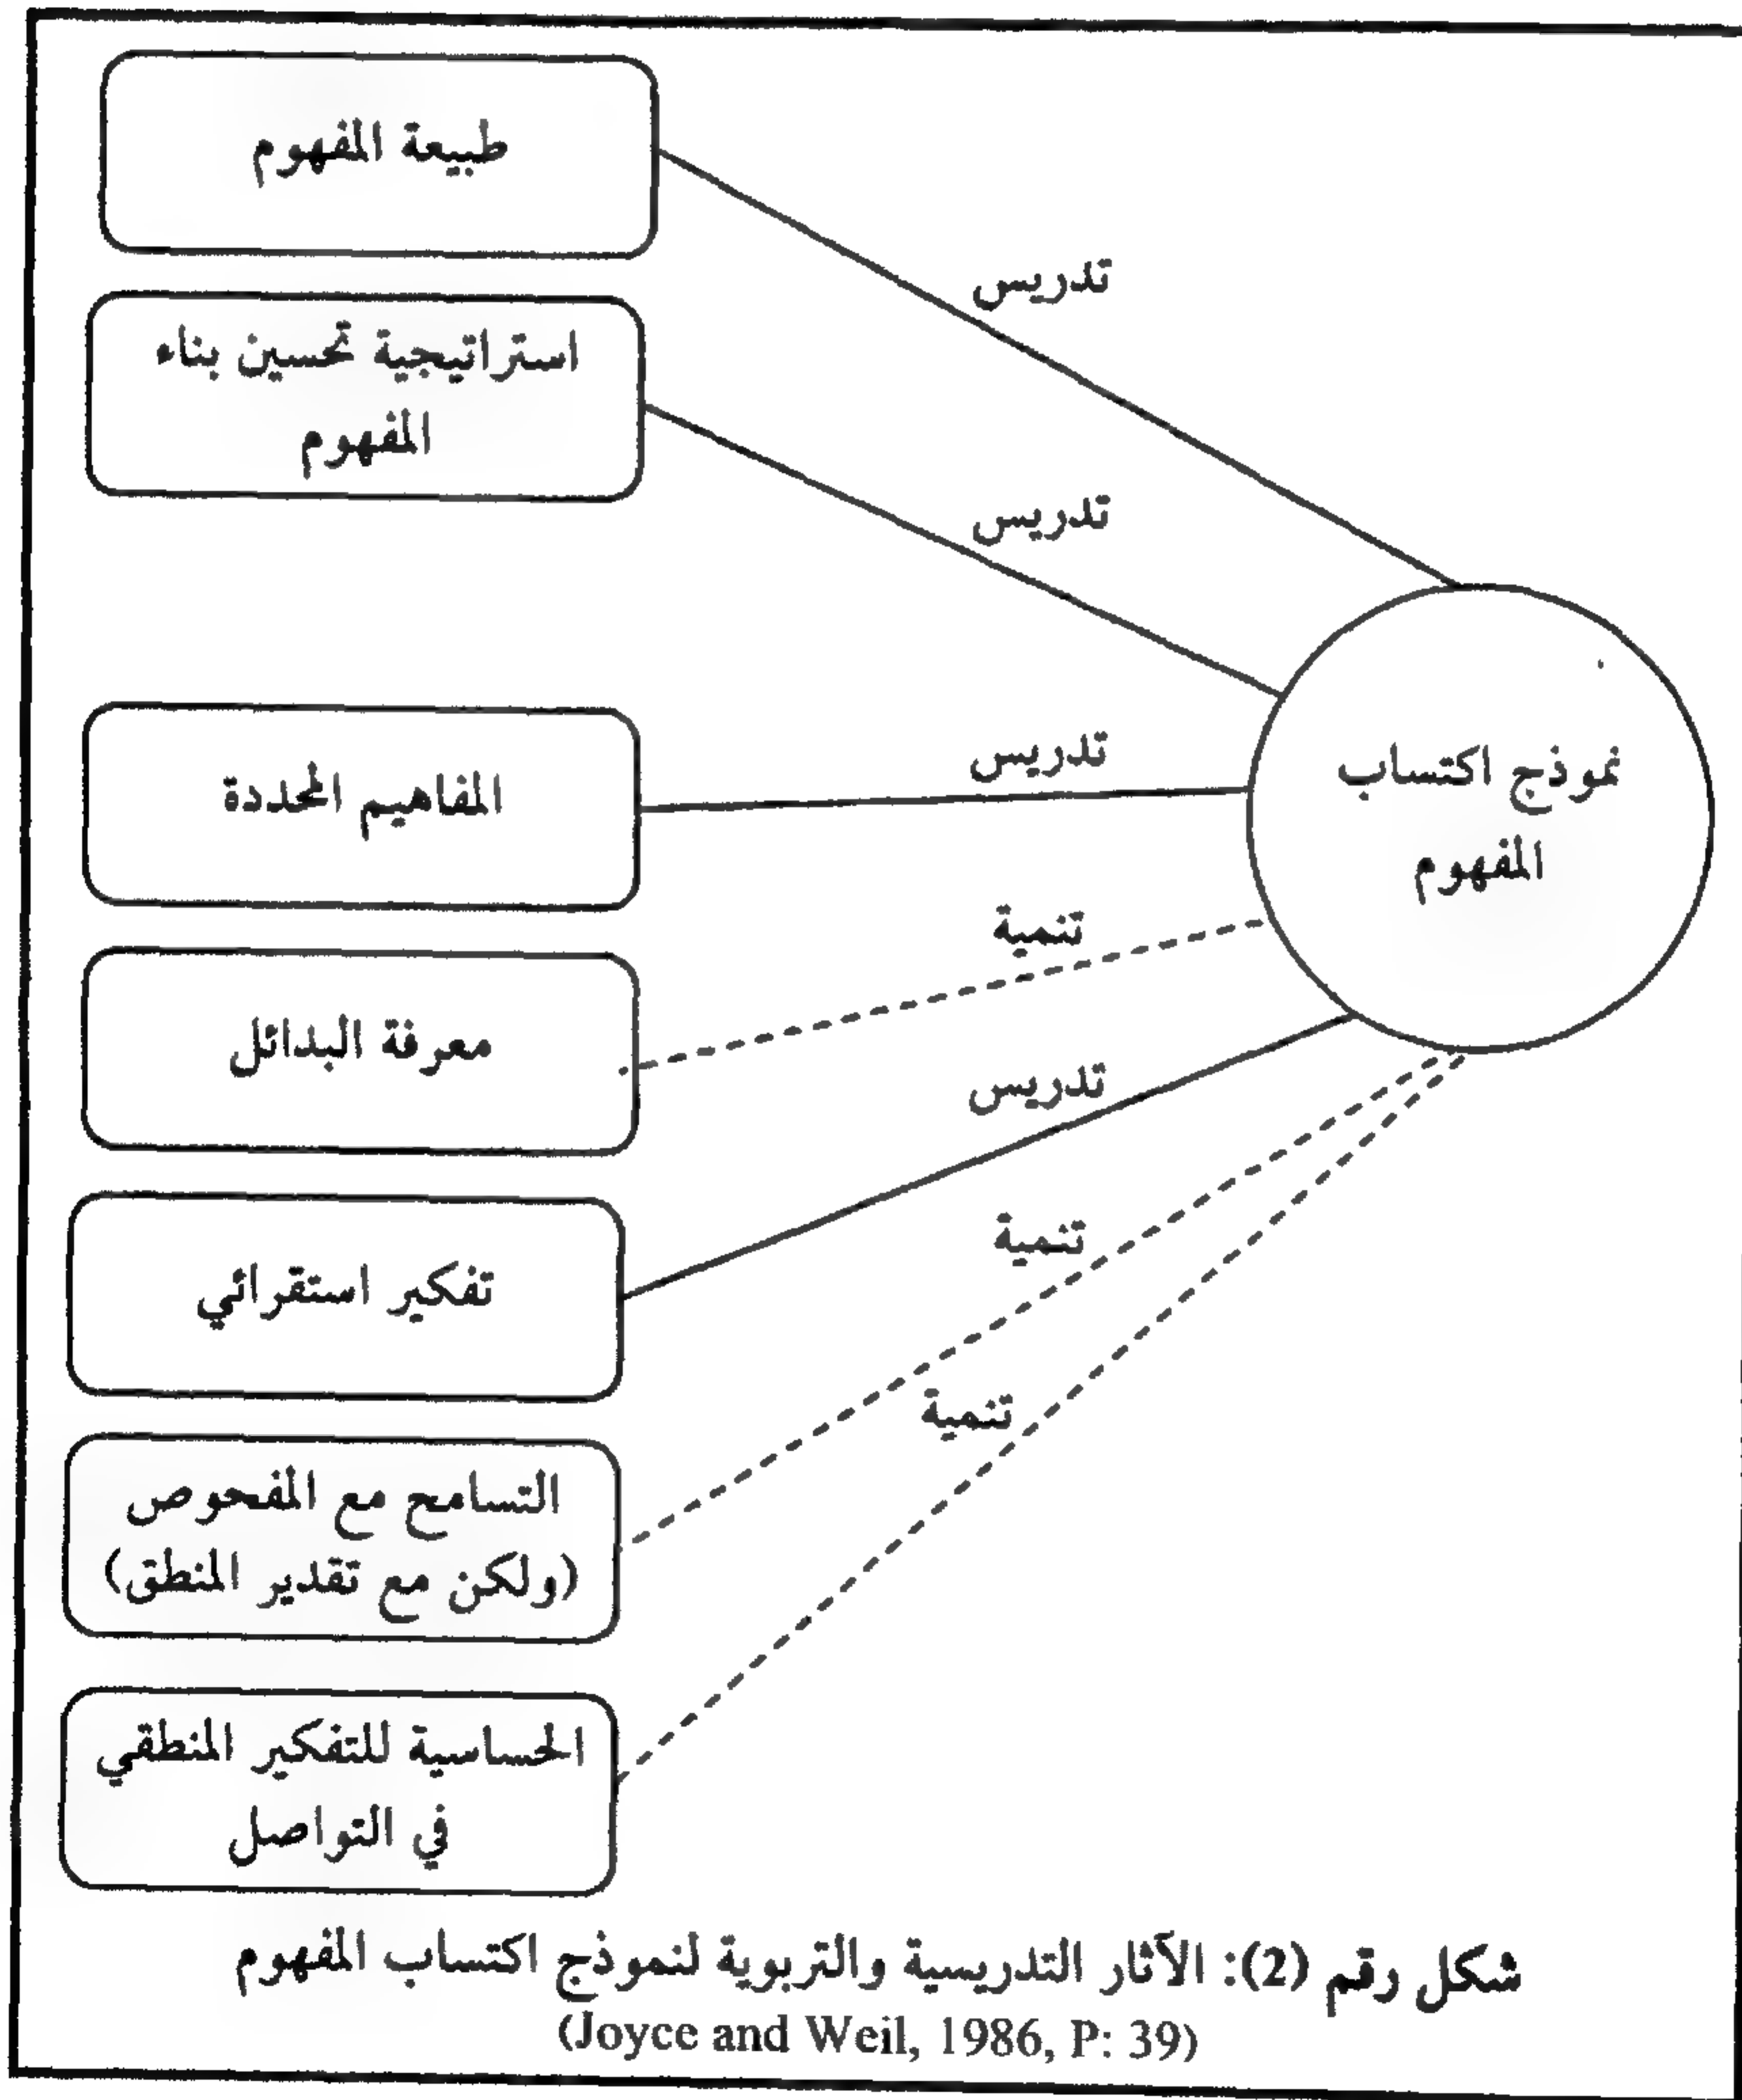 طبيعة المفهوم
تدريس
استراتيجية تحسين بناء
المفهوم
تدريس
نموذج اكتساب
المفهوم
تدريس
المفاهيم المحددة
تنمية
معرفة البدائل
تدريس
تفكير استقرائي
تنمية
التسامح مع المفحوص
(ولكن مع تقدير المنطق)
تنمية
الحساسية للتفكير المنطقي
في التواصل
شكل رقم (2): الآثار التدريسية والتربوية لنموذج اكتساب المفهوم
(Joyce and Weil, 1986, P: 39)